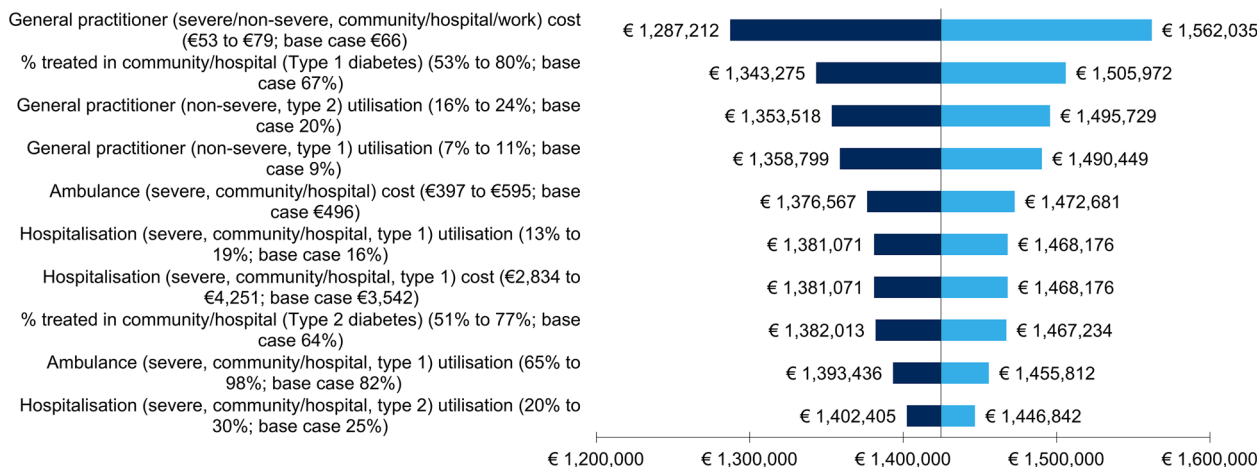 General practitioner (severe/non-severe, community/hospital/work) cost
(€53 to €79; base case €66)
€ 1,287,212
€ 1,562,035
% treated in community/hospital (Type 1 diabetes) (53% to 80%; base
case 67%)
€ 1,343,275
€ 1,505,972
General practitioner (non-severe, type 2) utilisation (16% to 24%; base
case 20%)
€ 1,353,518
€ 1,495,729
General practitioner (non-severe, type 1) utilisation (7% to 11%; base
case 9%)
€ 1,358,799
€ 1,490,449
Ambulance (severe, community/hospital) cost (€397 to €595; base
case €496)
€ 1,376,567
€ 1,472,681
Hospitalisation (severe, community/hospital, type 1) utilisation (13% to
19%; base case 16%)
€ 1,381,071
€ 1,468,176
Hospitalisation (severe, community/hospital, type 1) cost (€2,834 to
€4,251; base case €3,542)
€ 1,381,071
€ 1,468,176
% treated in community/hospital (Type 2 diabetes) (51% to 77%; base
case 64%)
€ 1,382,013
€ 1,467,234
Ambulance (severe, community/hospital, type 1) utilisation (65% to
98%; base case 82%)
€ 1,393,436
€ 1,455,812
Hospitalisation (severe, community/hospital, type 2) utilisation (20% to
30%; base case 25%)
€ 1,402,405
€ 1,446,842
€ 1,200,000
€ 1,300,000
€ 1,400,000
€ 1,500,000
€ 1,600,000